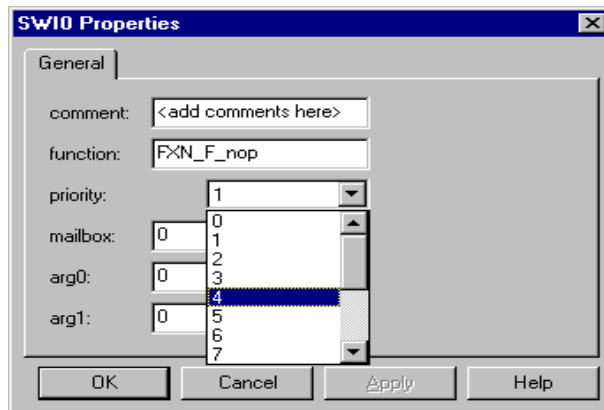 SWI0 Properties
General
comment: <add comments here>
function: FXN_F_nop
priority: 1
0
mailbox: 0 1
2
arg0: 0 3
4
arg1: 0 5
6
7
OK Cancel Apply Help